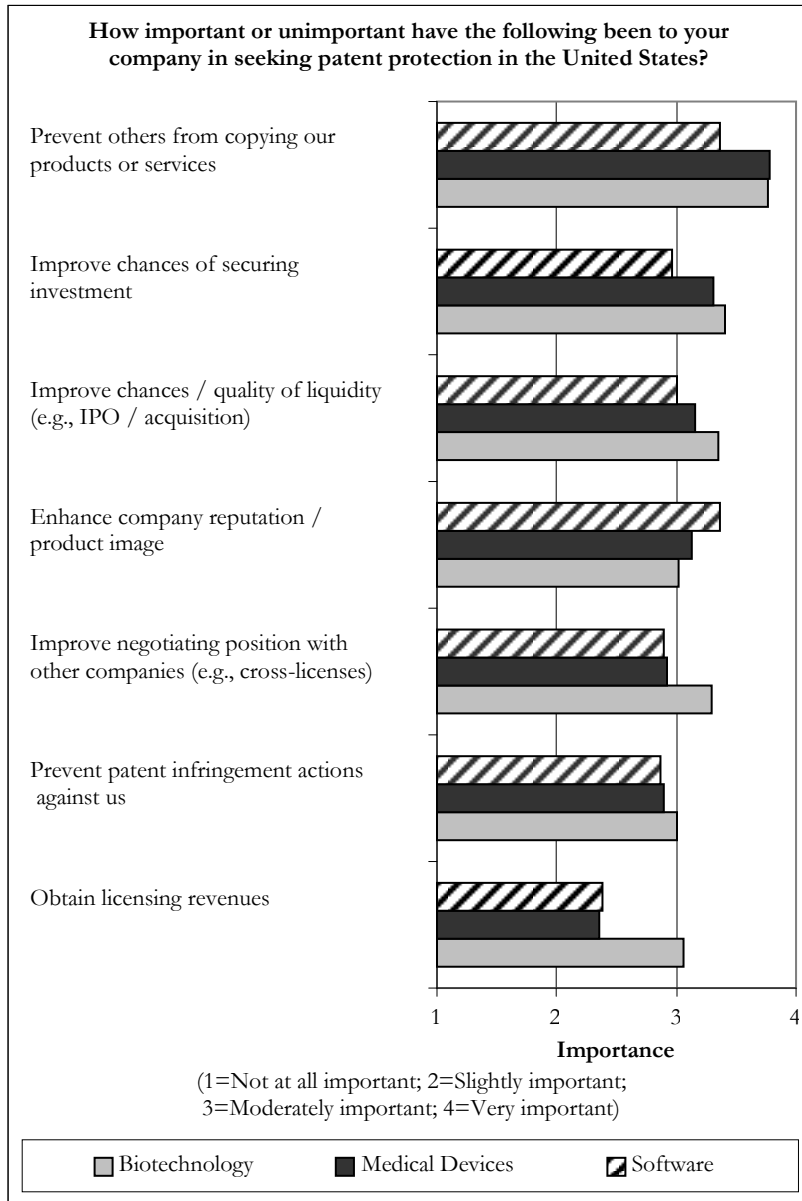 How important or unimportant have the following been to your
company in seeking patent protection in the United States?
Prevent others from copying our
products or services
Improve chances of securing
investment
Improve chances / quality of liquidity
(e.g., IPO / acquisition)
Enhance company reputation /
product image
Improve negotiating position with
other companies (e.g., cross-licenses)
Prevent patent infringement actions
against us
Obtain licensing revenues
1 2 3 4
Importance
(1=Not at all important; 2=Slightly important;
3=Moderately important; 4=Very important)
Biotechnology Medical Devices Software